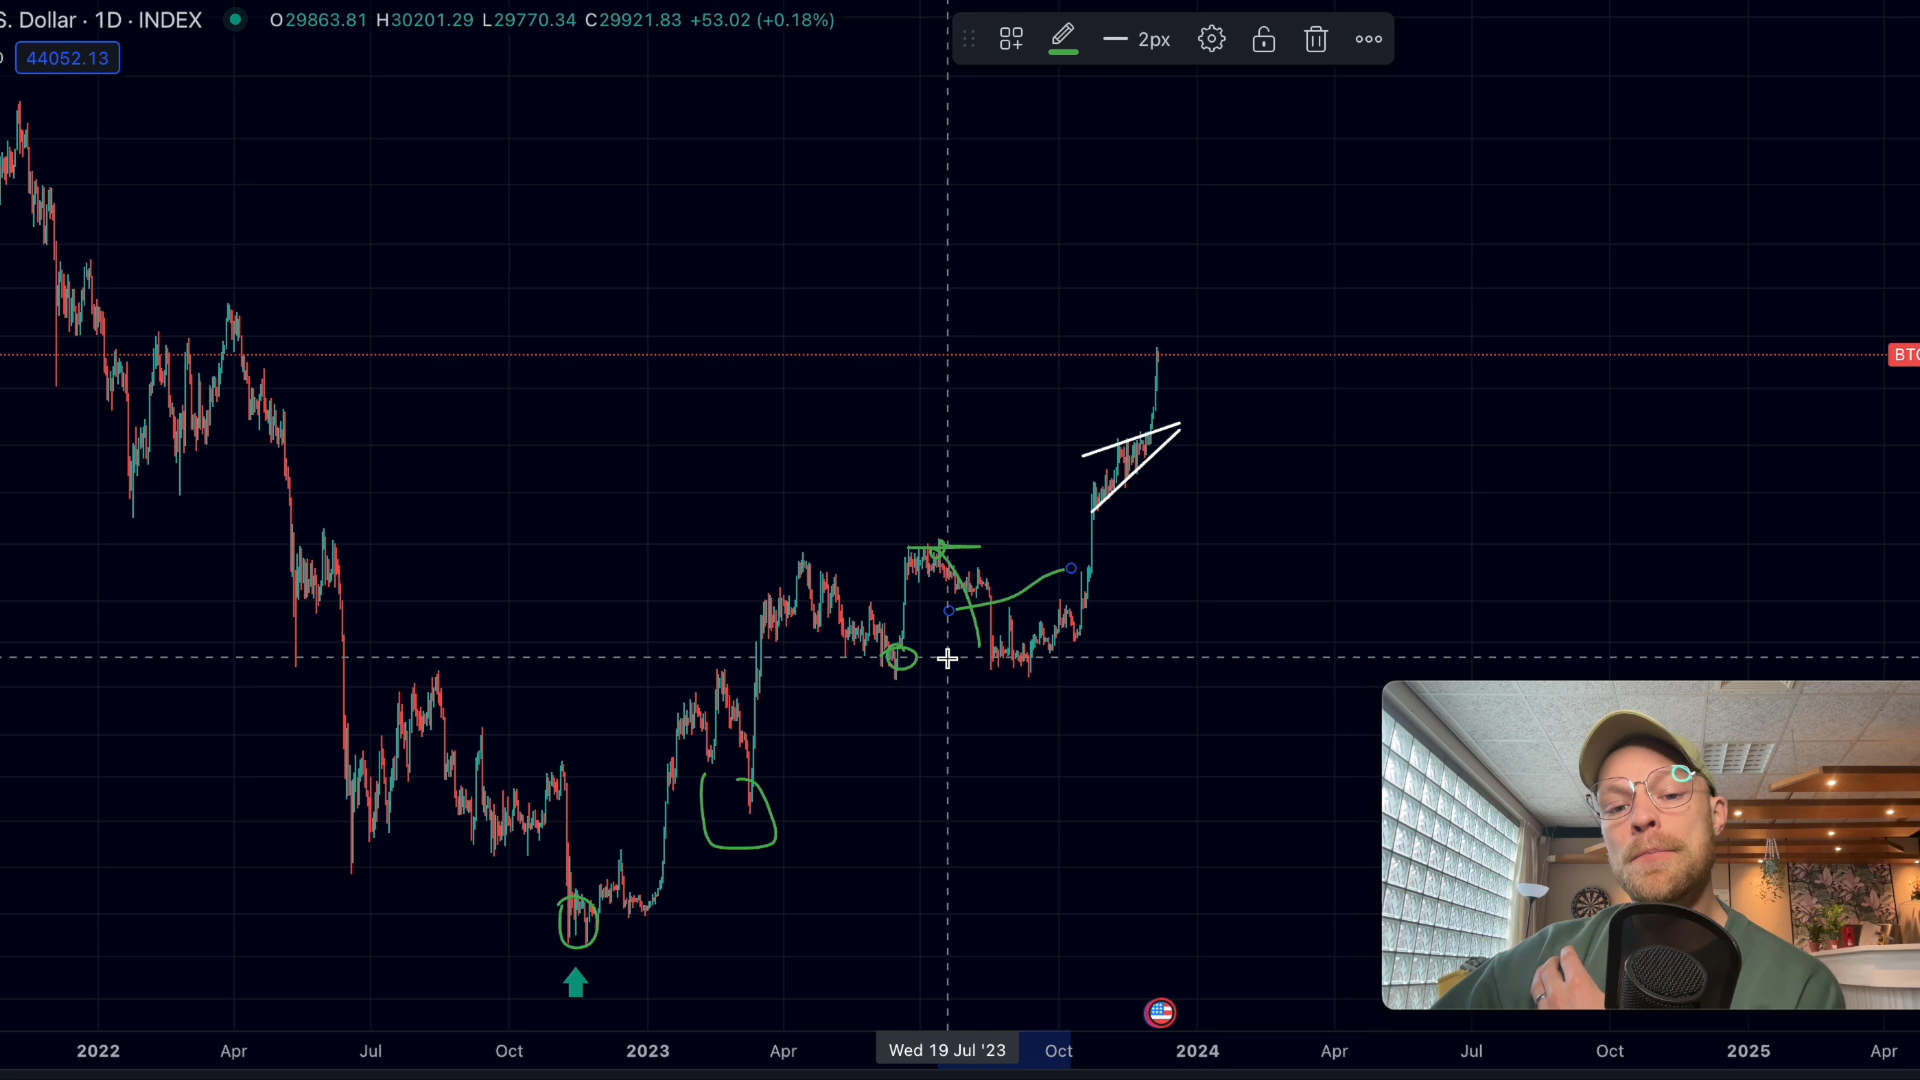 S. Dollar · 1D · INDEX O29863.81 H30201.29 L29770.34 C29921.83 +53.02 (+0.18%)
44052.13
2px
BTC
2022 Apr Jul Oct 2023 Apr Wed 19 Jul '23 Oct 2024 Apr Jul Oct 2025 Apr